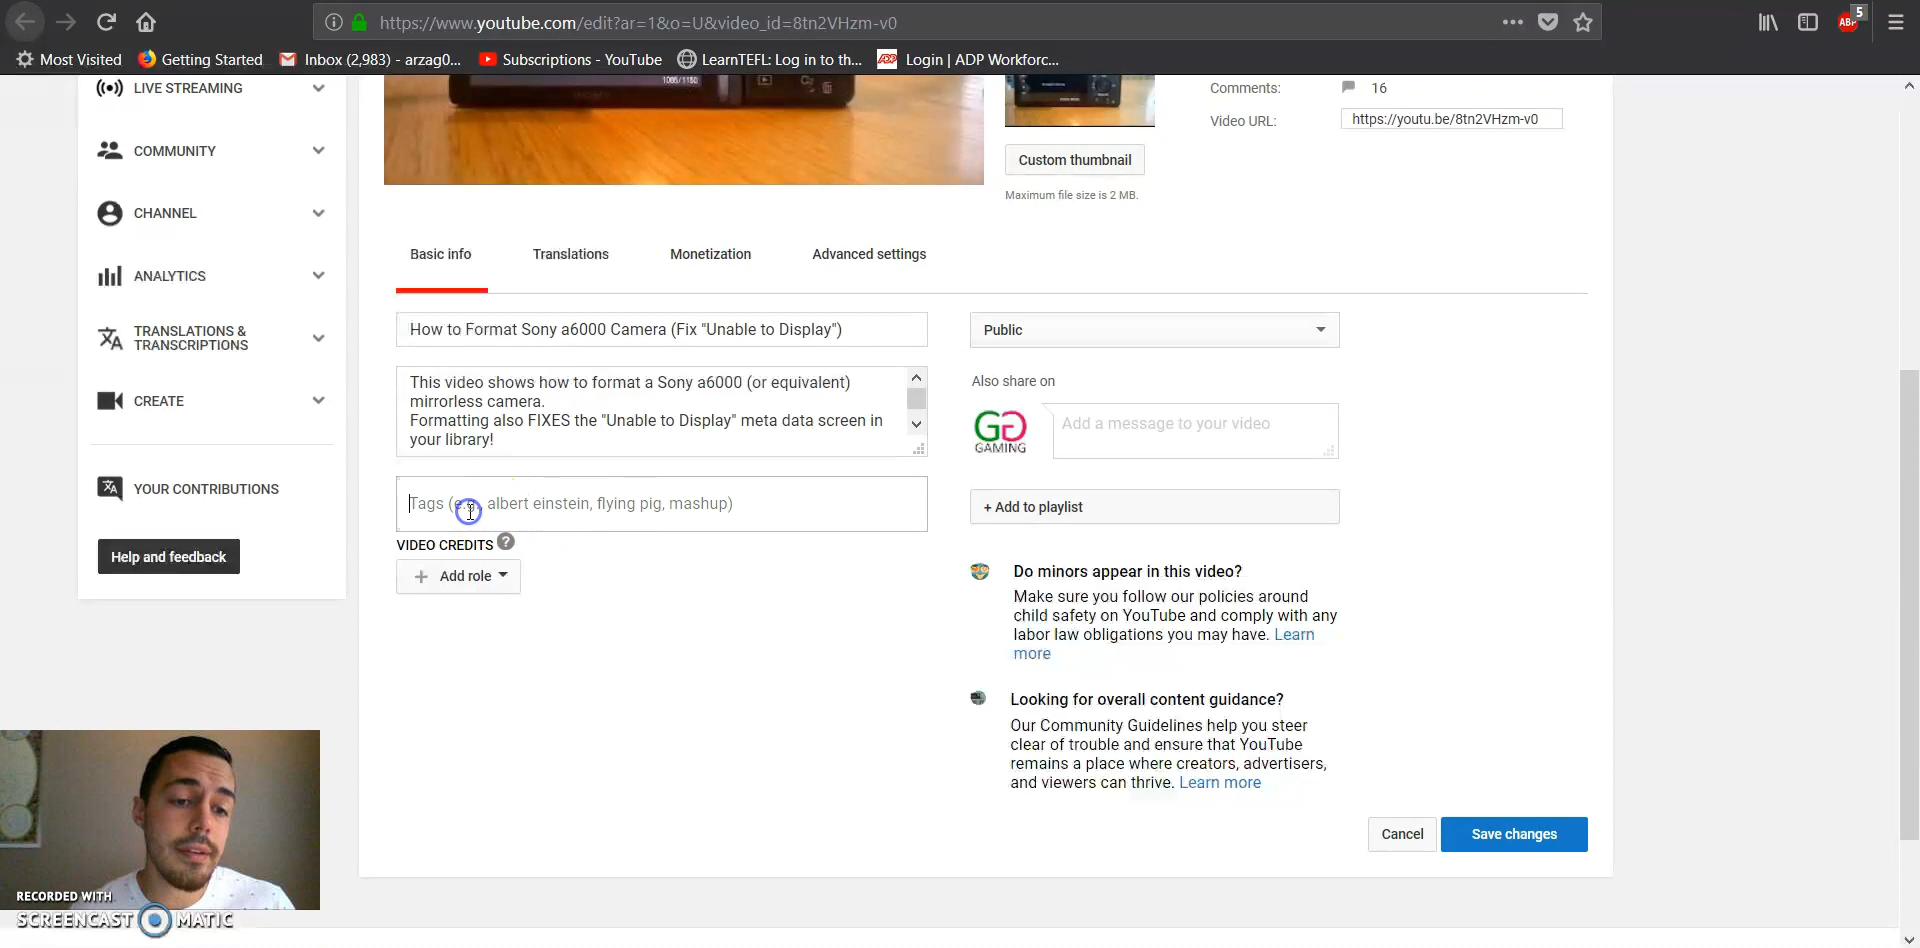 https://www.youtube.com/edit?ar=1&o=U&video_id=8tn2VHzm-v0
ABP
5
Most Visited
Getting Started
Inbox (2,983) - arzag0...
Subscriptions - YouTube
LearnTEFL: Log in to th...
ADP
Login | ADP Workforc...
LIVE STREAMING
COMMUNITY
CHANNEL
ANALYTICS
TRANSLATIONS &
TRANSCRIPTIONS
CREATE
YOUR CONTRIBUTIONS
Help and feedback
1065/1150
Comments:
16
Video URL:
https://youtu.be/8tn2VHzm-v0
Custom thumbnail
Maximum file size is 2 MB.
Basic info
Translations
Monetization
Advanced settings
How to Format Sony a6000 Camera (Fix "Unable to Display")
This video shows how to format a Sony a6000 (or equivalent)
mirrorless camera.
Formatting also FIXES the "Unable to Display" meta data screen in
your library!
Tags (e.g., albert einstein, flying pig, mashup)
VIDEO CREDITS ?
+ Add role
Public
Also share on
GG
GAMING
Add a message to your video
+ Add to playlist
Do minors appear in this video?
Make sure you follow our policies around
child safety on YouTube and comply with any
labor law obligations you may have. Learn
more
Looking for overall content guidance?
Our Community Guidelines help you steer
clear of trouble and ensure that YouTube
remains a place where creators, advertisers,
and viewers can thrive. Learn more
Cancel
Save changes
RECORDED WITH
SCREENCAST MATIC